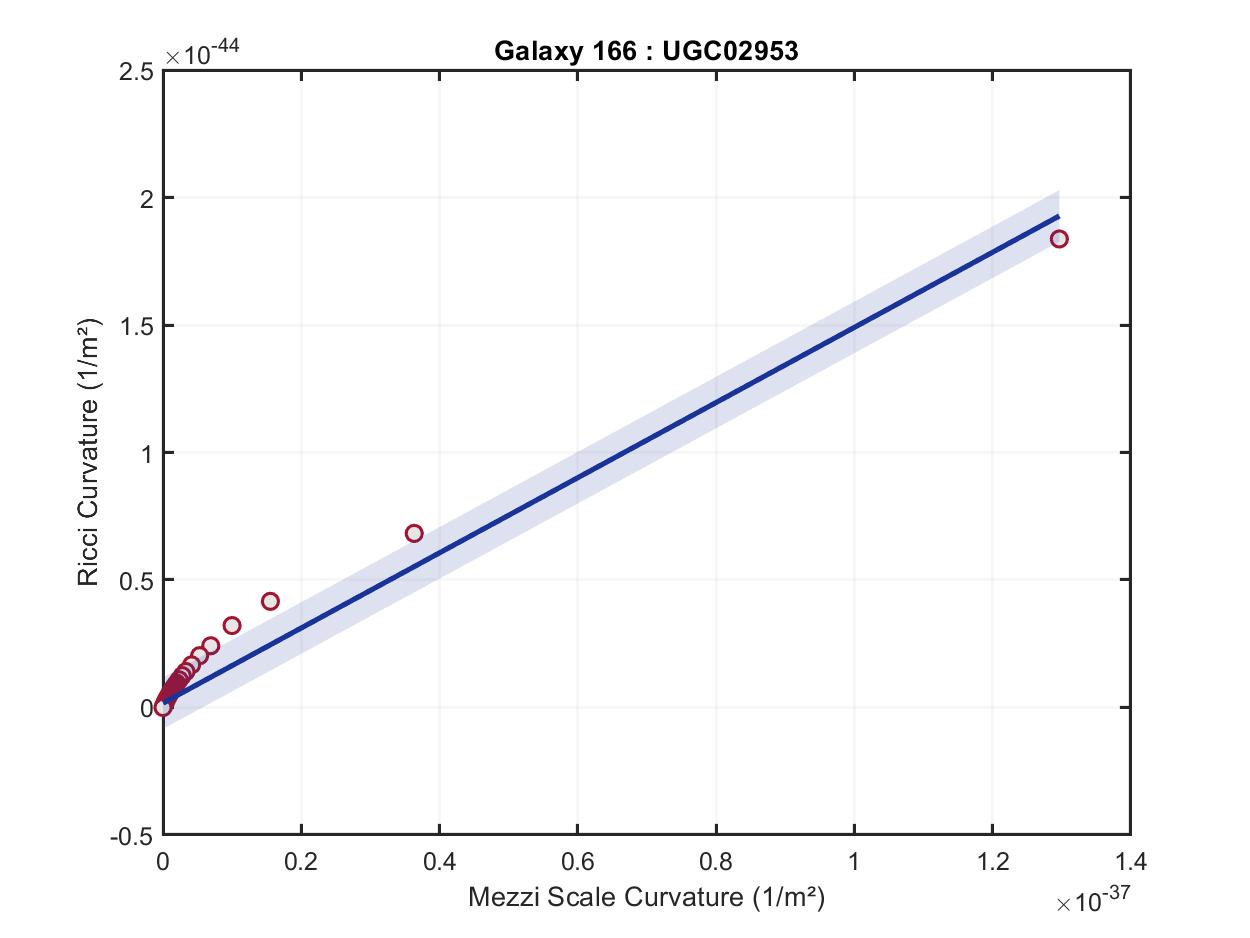 Galaxy 166 : UGC02953
×10^-44
2.5
2
1.5
1
0.5
0
-0.5
Ricci Curvature (1/m²)
0 0.2 0.4 0.6 0.8 1 1.2 1.4
Mezzi Scale Curvature (1/m²)
×10^-37